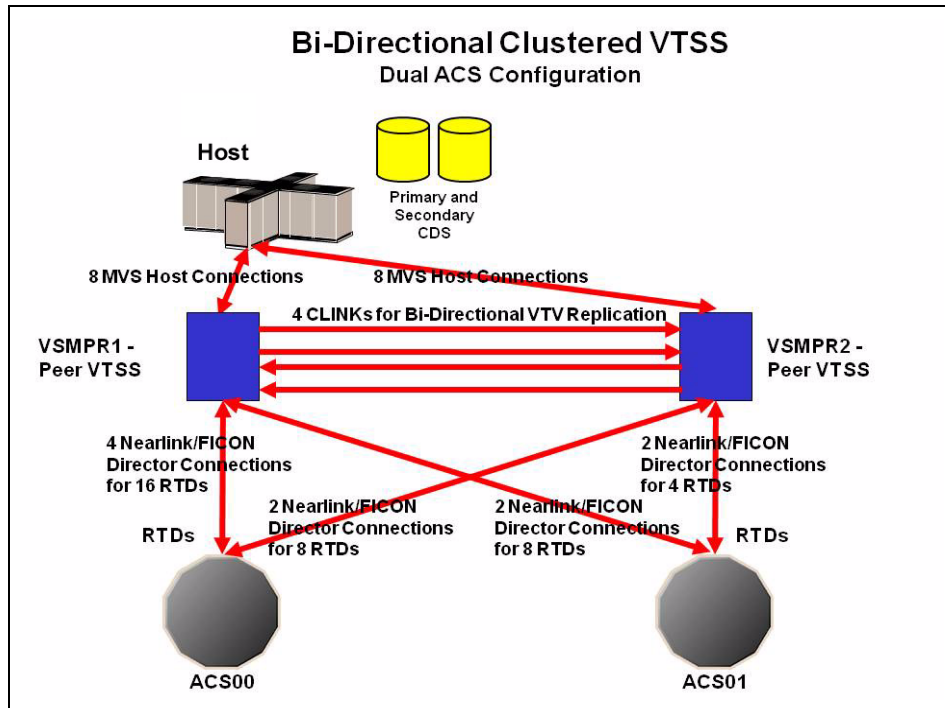 Bi-Directional Clustered VTSS
Dual ACS Configuration
Host
Primary and
Secondary
CDS
8 MVS Host Connections
8 MVS Host Connections
4 CLINKs for Bi-Directional VTV Replication
VSMPR1 -
Peer VTSS
VSMPR2 -
Peer VTSS
4 Nearlink/FICON
Director Connections
for 16 RTDs
2 Nearlink/FICON
Director Connections
for 4 RTDs
2 Nearlink/FICON
Director Connections
for 8 RTDs
2 Nearlink/FICON
Director Connections
for 8 RTDs
RTDs
RTDs
ACS00
ACS01